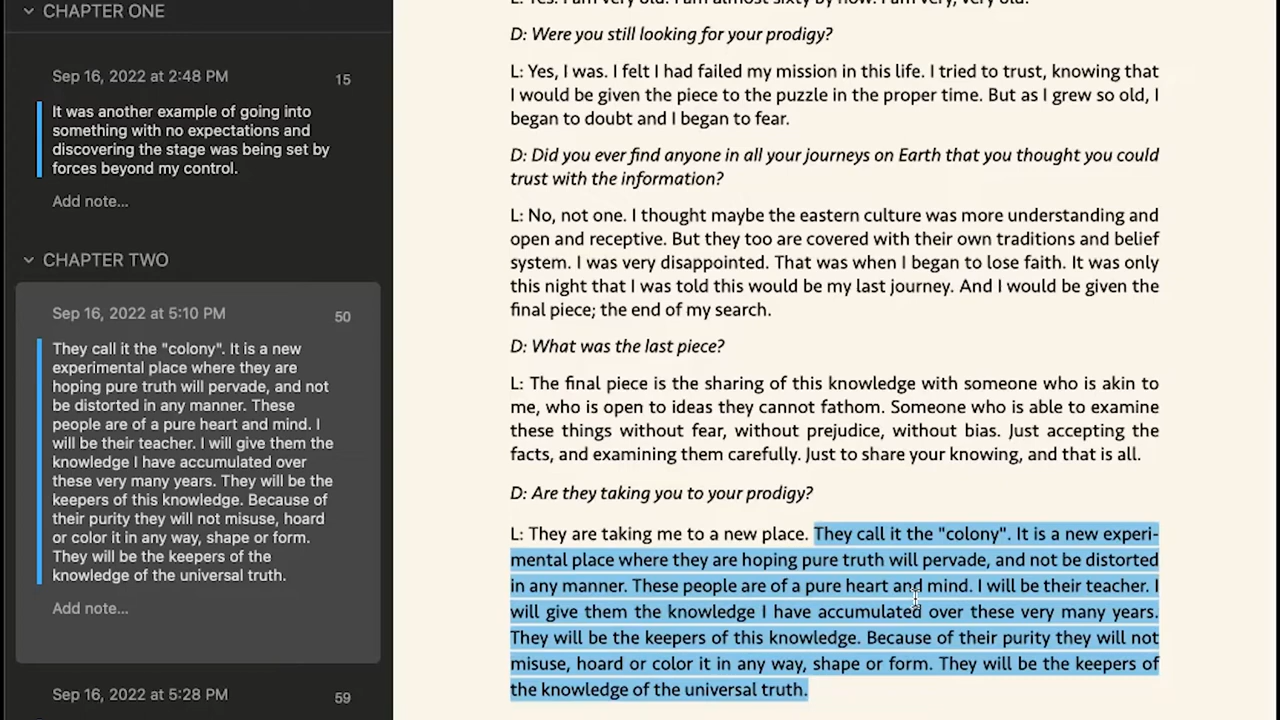 CHAPTER ONE
Sep 16, 2022 at 2:48 PM
15
It was another example of going into
something with no expectations and
discovering the stage was being set by
forces beyond my control.
Add note...
CHAPTER TWO
Sep 16, 2022 at 5:10 PM
50
They call it the "colony". It is a new
experimental place where they are
hoping pure truth will pervade, and not
be distorted in any manner. These
people are of a pure heart and mind. I
will be their teacher. I will give them the
knowledge I have accumulated over
these very many years. They will be the
keepers of this knowledge. Because of
their purity they will not misuse, hoard
or color it in any way, shape or form.
They will be the keepers of the
knowledge of the universal truth.
Add note...
Sep 16, 2022 at 5:28 PM
59
L: Yes. I am very old. I am almost sixty by now. I am very, very old.
D: Were you still looking for your prodigy?
L: Yes, I was. I felt I had failed my mission in this life. I tried to trust, knowing that
I would be given the piece to the puzzle in the proper time. But as I grew so old, I
began to doubt and I began to fear.
D: Did you ever find anyone in all your journeys on Earth that you thought you could
trust with the information?
L: No, not one. I thought maybe the eastern culture was more understanding and
open and receptive. But they too are covered with their own traditions and belief
system. I was very disappointed. That was when I began to lose faith. It was only
this night that I was told this would be my last journey. And I would be given the
final piece; the end of my search.
D: What was the last piece?
L: The final piece is the sharing of this knowledge with someone who is akin to
me, who is open to ideas they cannot fathom. Someone who is able to examine
these things without fear, without prejudice, without bias. Just accepting the
facts, and examining them carefully. Just to share your knowing, and that is all.
D: Are they taking you to your prodigy?
L: They are taking me to a new place. They call it the "colony". It is a new experi-
mental place where they are hoping pure truth will pervade, and not be distorted
in any manner. These people are of a pure heart and mind. I will be their teacher. I
will give them the knowledge I have accumulated over these very many years.
They will be the keepers of this knowledge. Because of their purity they will not
misuse, hoard or color it in any way, shape or form. They will be the keepers of
the knowledge of the universal truth.